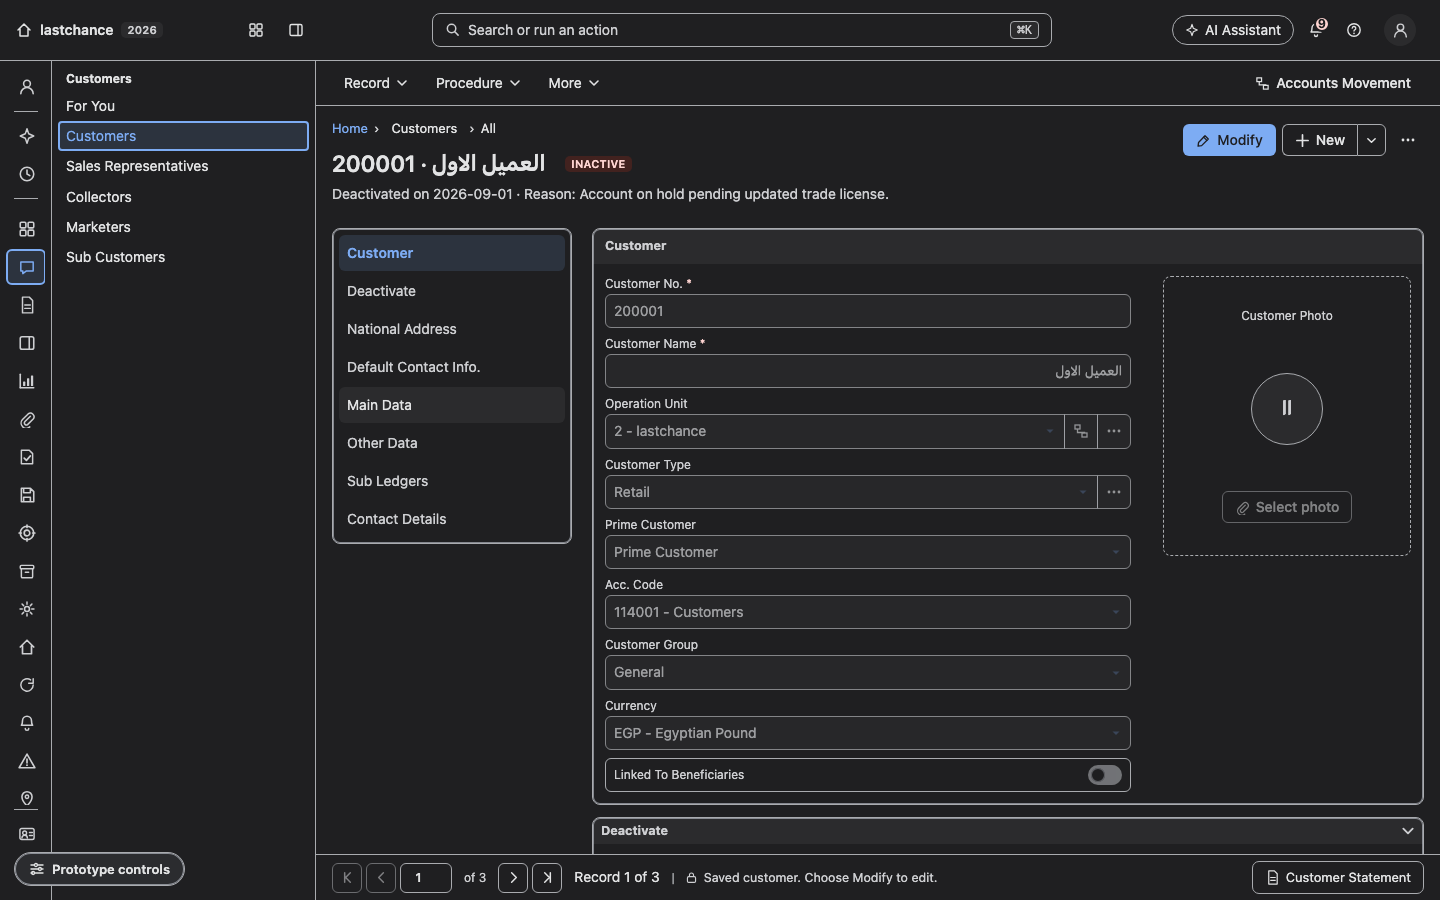 lastchance 2026
Search or run an action
⌘K
AI Assistant
9
Customers
For You
Customers
Sales Representatives
Collectors
Marketers
Sub Customers
Record
Procedure
More
Accounts Movement
Home › Customers › All
200001 · العميل الاول
INACTIVE
Deactivated on 2026-09-01 · Reason: Account on hold pending updated trade license.
Modify
New
Customer
Deactivate
National Address
Default Contact Info.
Main Data
Other Data
Sub Ledgers
Contact Details
Customer
Customer No. *
200001
Customer Name *
العميل الاول
Operation Unit
2 - lastchance
Customer Type
Retail
Prime Customer
Prime Customer
Acc. Code
114001 - Customers
Customer Group
General
Currency
EGP - Egyptian Pound
Linked To Beneficiaries
Customer Photo
Select photo
Deactivate
Prototype controls
1
of 3
Record 1 of 3 | Saved customer. Choose Modify to edit.
Customer Statement